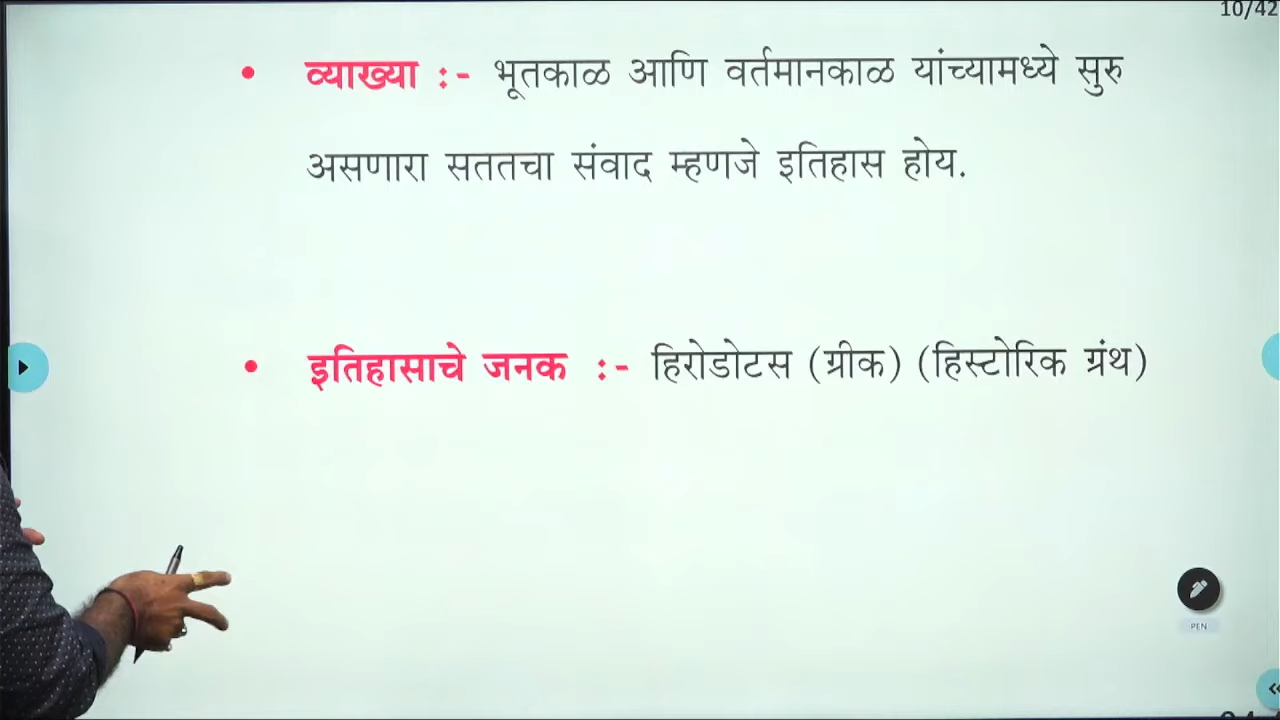 10/42
• व्याख्या :- भूतकाळ आणि वर्तमानकाळ यांच्यामध्ये सुरु
असणारा सततचा संवाद म्हणजे इतिहास होय.
• इतिहासाचे जनक :- हिरोडोटस (ग्रीक) (हिस्टोरिक ग्रंथ)
PEN